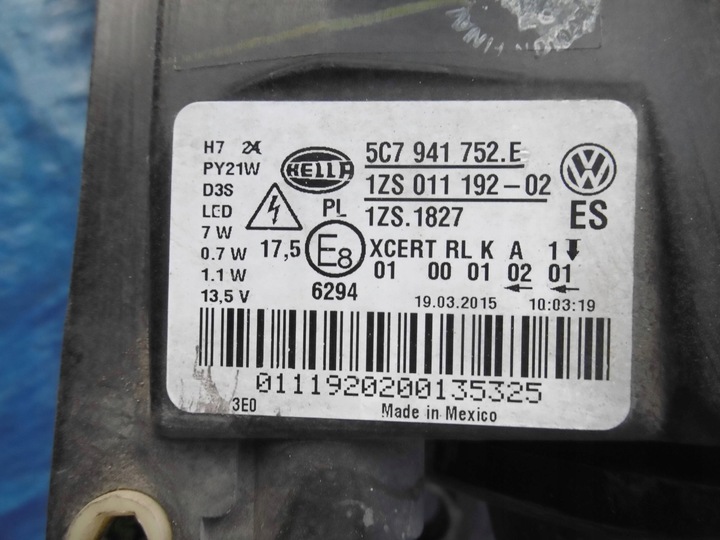 H7 2X
PY21W
D3S
LED
7 W
0.7 W
1.1 W
13,5 V
HELLA
PL
17,5
E8
6294
5C7 941 752.E
1ZS 011 192-02
1ZS.1827
VW
ES
XCERT RL K A 1
01 00 01 02 01
19.03.2015 10:03:19
0111920200135325
3E0
Made in Mexico